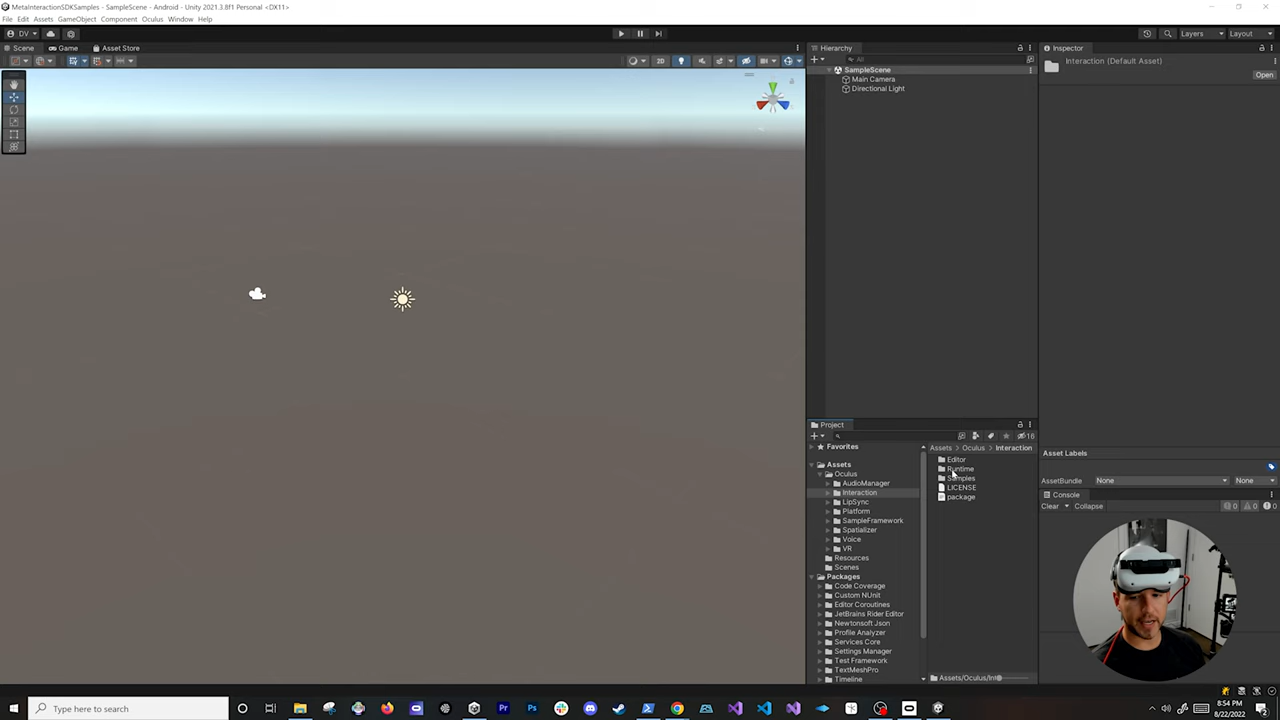 MetaInteractionSDKSamples - SampleScene - Android - Unity 2021.3.8f1 Personal <DX11>
File Edit Assets GameObject Component Oculus Window Help
DV
Layers Layout
Scene Game Asset Store
2D
Hierarchy
All
SampleScene
Main Camera
Directional Light
Inspector
Interaction (Default Asset)
Open
Project
16
Favorites
Assets
Oculus
AudioManager
Interaction
LipSync
Platform
SampleFramework
Spatializer
Voice
VR
Resources
Scenes
Packages
Code Coverage
Custom NUnit
Editor Coroutines
JetBrains Rider Editor
Newtonsoft Json
Profile Analyzer
Services Core
Settings Manager
Test Framework
TextMeshPro
Timeline
Assets > Oculus > Interaction
Editor
Runtime
Samples
LICENSE
package
Assets/Oculus/Int
Asset Labels
AssetBundle None None
Console
Clear Collapse
0 0 0
Type here to search
8:54 PM
8/22/2022